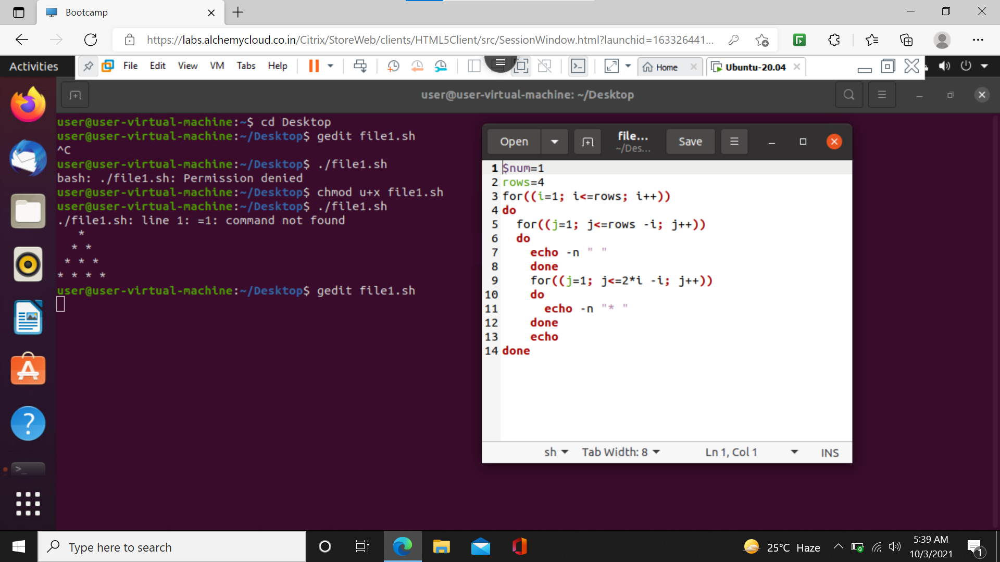 Bootcamp
https://labs.alchemycloud.co.in/Citrix/StoreWeb/clients/HTML5Client/src/SessionWindow.html?launchid=163326441...
Activities
File Edit View VM Tabs Help
Home
Ubuntu-20.04
user@user-virtual-machine: ~/Desktop
user@user-virtual-machine:~$ cd Desktop
user@user-virtual-machine:~/Desktop$ gedit file1.sh
^C
user@user-virtual-machine:~/Desktop$ ./file1.sh
bash: ./file1.sh: Permission denied
user@user-virtual-machine:~/Desktop$ chmod u+x file1.sh
user@user-virtual-machine:~/Desktop$ ./file1.sh
./file1.sh: line 1: =1: command not found
   *
  * *
 * * *
* * * *
user@user-virtual-machine:~/Desktop$ gedit file1.sh
Open
file...
~/Des...
Save
1 $num=1
2 rows=4
3 for((i=1; i<=rows; i++))
4 do
5   for((j=1; j<=rows -i; j++))
6   do
7     echo -n " "
8     done
9     for((j=1; j<=2*i -i; j++))
10     do
11       echo -n "* "
12     done
13     echo
14 done
sh
Tab Width: 8
Ln 1, Col 1
INS
Type here to search
25°C Haze
5:39 AM
10/3/2021
1